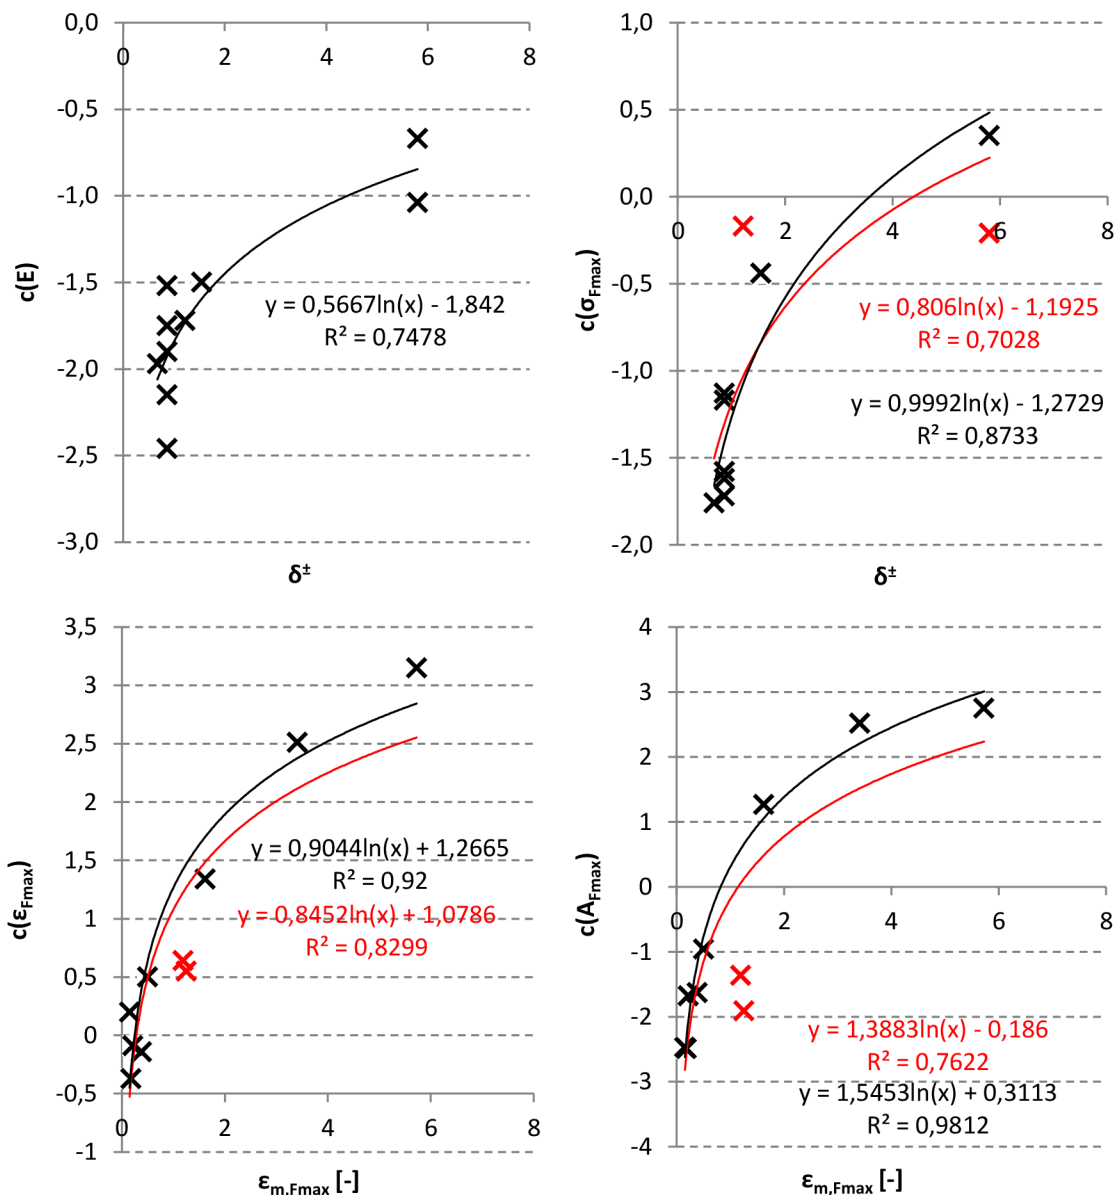 0,0
-0,5
-1,0
-1,5
-2,0
-2,5
-3,0
0
2
4
6
8
c(E)
y = 0,5667ln(x) - 1,842
R² = 0,7478
δ±
1,0
0,5
0,0
-0,5
-1,0
-1,5
-2,0
0
2
4
6
8
c(σFmax)
y = 0,806ln(x) - 1,1925
R² = 0,7028
y = 0,9992ln(x) - 1,2729
R² = 0,8733
δ±
3,5
3
2,5
2
1,5
1
0,5
0
-0,5
-1
0
2
4
6
8
c(εFmax)
y = 0,9044ln(x) + 1,2665
R² = 0,92
y = 0,8452ln(x) + 1,0786
R² = 0,8299
εm,Fmax [-]
4
3
2
1
0
-1
-2
-3
-4
0
2
4
6
8
c(AFmax)
y = 1,3883ln(x) - 0,186
R² = 0,7622
y = 1,5453ln(x) + 0,3113
R² = 0,9812
εm,Fmax [-]